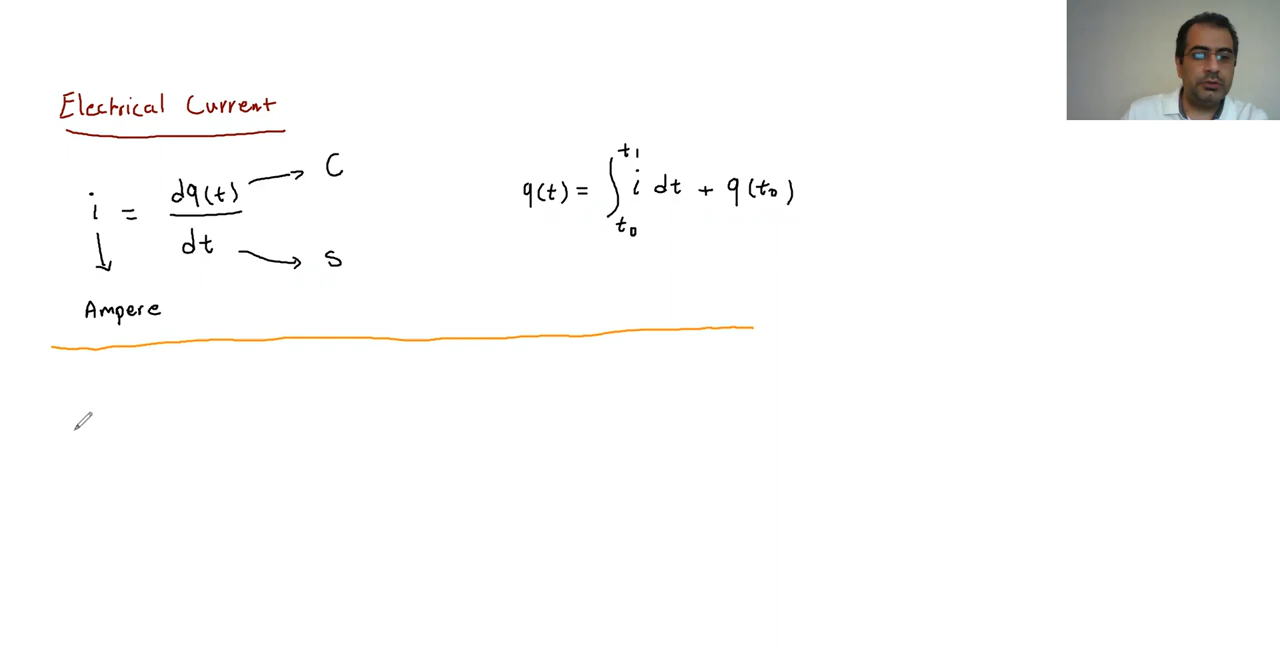 Electrical Current
i = dq(t)/dt → C
→ s
Ampere
q(t) = ∫_{t₀}^{t₁} i dt + q(t₀)